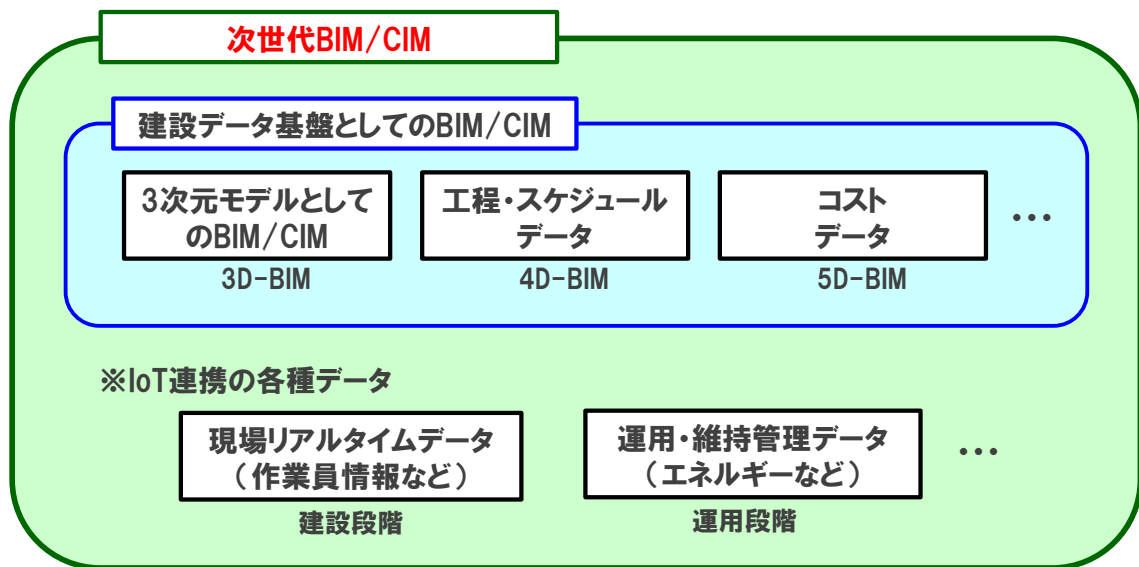 次世代BIM/CIM
建設データ基盤としてのBIM/CIM
3次元モデルとして
のBIM/CIM
3D-BIM
工程・スケジュール
データ
4D-BIM
コスト
データ
5D-BIM
…
※IoT連携の各種データ
現場リアルタイムデータ
（作業員情報など）
建設段階
運用・維持管理データ
（エネルギーなど）
運用段階
…